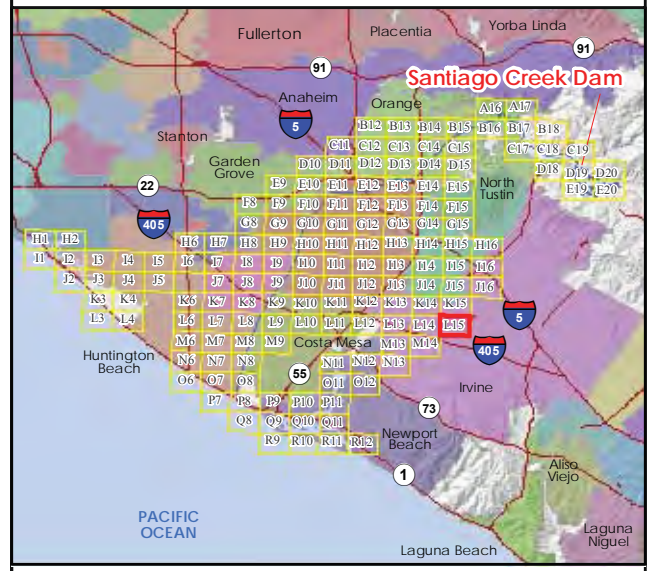 Fullerton
Placentia
Yorba Linda
91
91
Santiago Creek Dam
Anaheim
Orange
A16 A17
5
B12 B13 B14 B15 B16 B17 B18
Stanton
C11 C12 C13 C14 C15 C17 C18 C19
Garden
Grove
D10 D11 D12 D13 D14 D15 D18 D19 D20
22
E9 E10 E11 E12 E13 E14 E15 E19 E20
North
Tustin
F8 F9 F10 F11 F12 F13 F14 F15
405
G8 G9 G10 G11 G12 G13 G14 G15
H1 H2 H6 H7 H8 H9 H10 H11 H12 H13 H14 H15 H16
I1 I2 I3 I4 I5 I6 I7 I8 I9 I10 I11 I12 I13 I14 I15 I16
J2 J3 J4 J5 J6 J7 J8 J9 J10 J11 J12 J13 J14 J15 J16
K3 K4 K6 K7 K8 K9 K10 K11 K12 K13 K14 K15
5
L3 L4 L6 L7 L8 L9 L10 L11 L12 L13 L14 L15
M6 M7 M8 M9 Costa Mesa M13 M14
405
Huntington
Beach
N6 N7 N8 N11 N12 N13
55
O6 O7 O8 O11 O12
Irvine
P7 P8 P9 P10 P11
73
Q8 Q9 Q10 Q11
Newport
Beach
R9 R10 R11 R12
1
Aliso
Viejo
PACIFIC
OCEAN
Laguna
Niguel
Laguna Beach